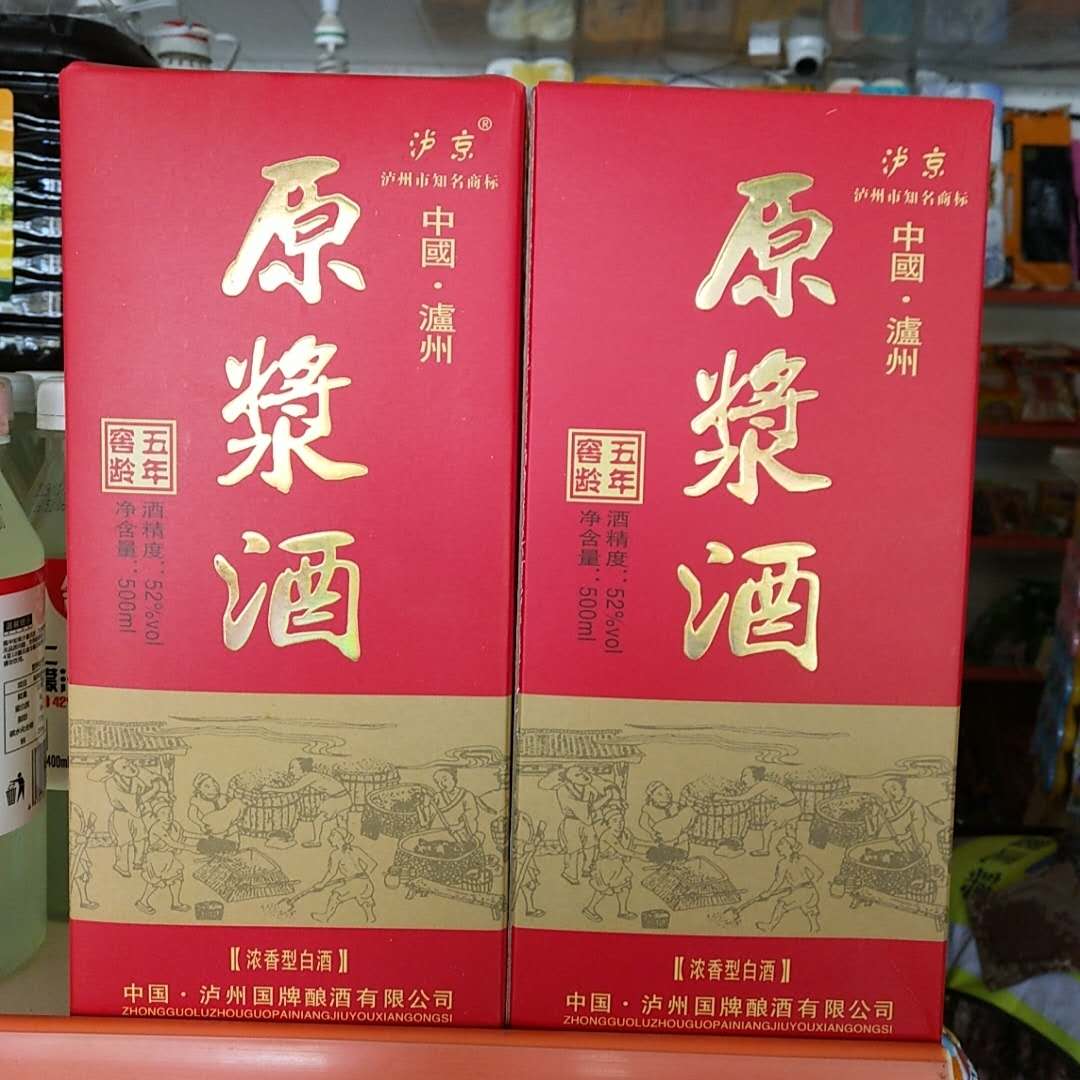 泸京®
泸州市知名商标
中國·瀘州
原漿酒
五年
窖龄
酒精度：52%vol
净含量：500ml
【浓香型白酒】
中国·泸州国牌酿酒有限公司
ZHONGGUOLUZHOUGUOPAINIANGJIUYOUXIANGONGSI
泸京
泸州市知名商标
中國·瀘州
原漿酒
五年
窖龄
酒精度：52%vol
净含量：500ml
【浓香型白酒】
中国·泸州国牌酿酒有限公司
ZHONGGUOLUZHOUGUOPAINIANGJIUYOUXIANGONGSI
42%
400ml